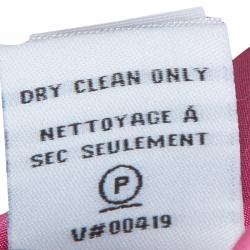 DRY CLEAN ONLY
NETTOYAGE À
SEC SEULEMENT
P
V#00419